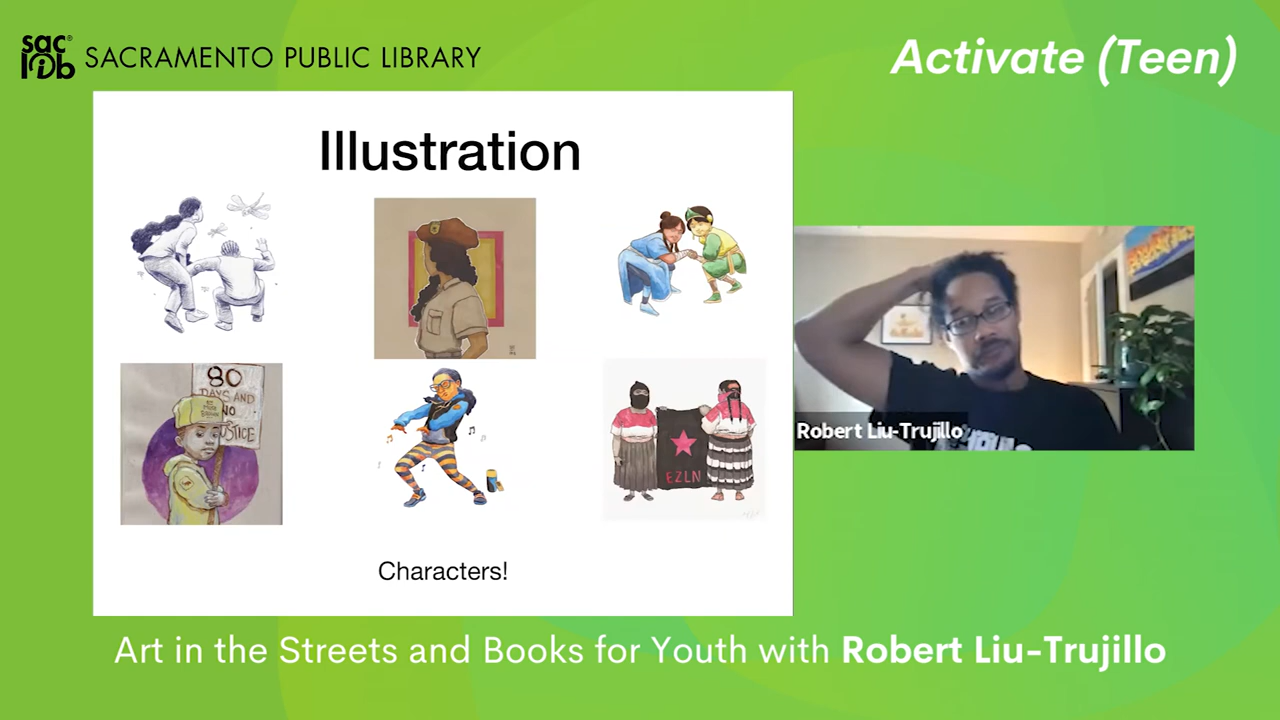 sac
lib
SACRAMENTO PUBLIC LIBRARY
Activate (Teen)
Illustration
80
DAYS AND
NO
JUSTICE
EZLN
Robert Liu-Trujillo
Characters!
Art in the Streets and Books for Youth with Robert Liu-Trujillo